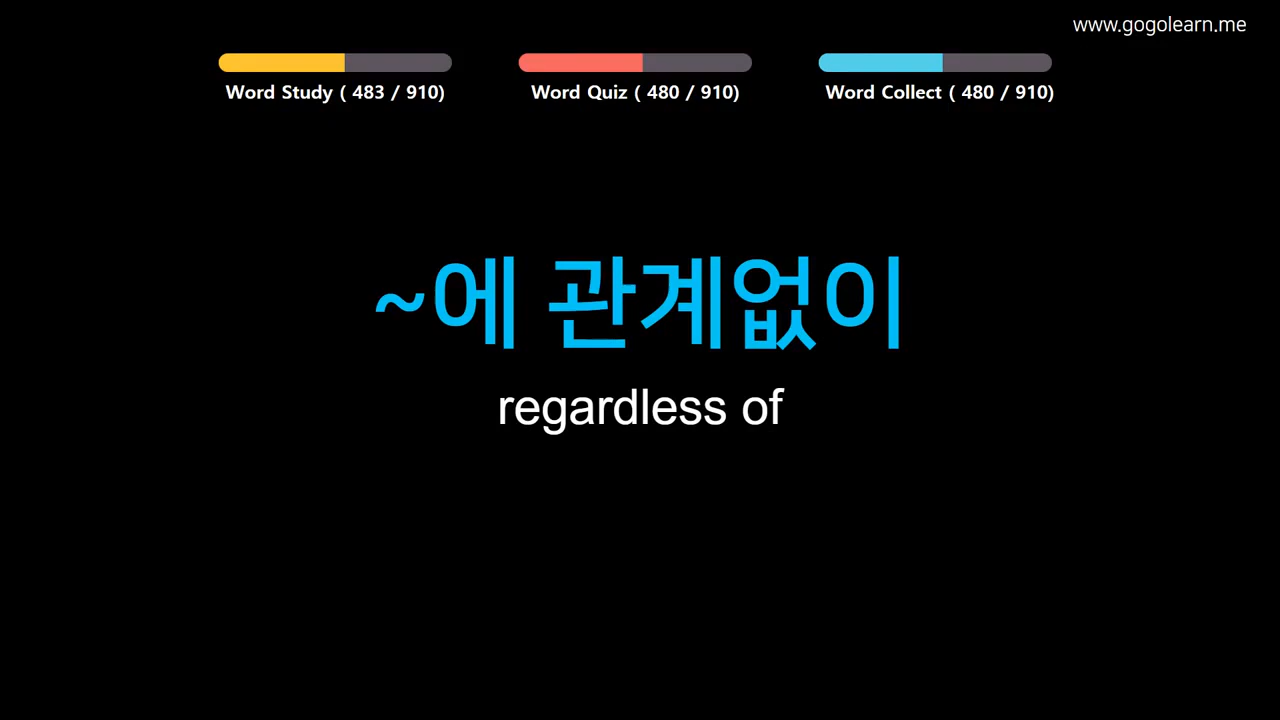 www.gogolearn.me
Word Study ( 483 / 910)
Word Quiz ( 480 / 910)
Word Collect ( 480 / 910)
~에 관계없이
regardless of